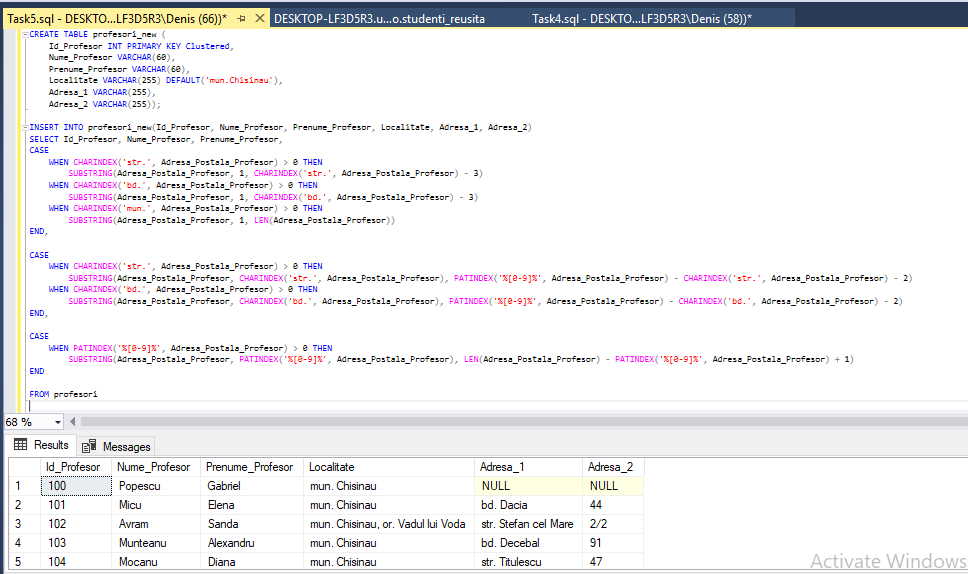 Task5.sql - DESKTO...LF3D5R3\Denis (66))* DESKTOP-LF3D5R3.u...o.studenti_reusita Task4.sql - DESKTO...LF3D5R3\Denis (58))*
CREATE TABLE profesori_new (
Id_Profesor INT PRIMARY KEY Clustered,
Nume_Profesor VARCHAR(60),
Prenume_Profesor VARCHAR(60),
Localitate VARCHAR(255) DEFAULT('mun.Chisinau'),
Adresa_1 VARCHAR(255),
Adresa_2 VARCHAR(255));
INSERT INTO profesori_new(Id_Profesor, Nume_Profesor, Prenume_Profesor, Localitate, Adresa_1, Adresa_2)
SELECT Id_Profesor, Nume_Profesor, Prenume_Profesor,
CASE
WHEN CHARINDEX('str.', Adresa_Postala_Profesor) > 0 THEN
SUBSTRING(Adresa_Postala_Profesor, 1, CHARINDEX('str.', Adresa_Postala_Profesor) - 3)
WHEN CHARINDEX('bd.', Adresa_Postala_Profesor) > 0 THEN
SUBSTRING(Adresa_Postala_Profesor, 1, CHARINDEX('bd.', Adresa_Postala_Profesor) - 3)
WHEN CHARINDEX('mun.', Adresa_Postala_Profesor) > 0 THEN
SUBSTRING(Adresa_Postala_Profesor, 1, LEN(Adresa_Postala_Profesor))
END,
CASE
WHEN CHARINDEX('str.', Adresa_Postala_Profesor) > 0 THEN
SUBSTRING(Adresa_Postala_Profesor, CHARINDEX('str.', Adresa_Postala_Profesor), PATINDEX('%[0-9]%', Adresa_Postala_Profesor) - CHARINDEX('str.', Adresa_Postala_Profesor) - 2)
WHEN CHARINDEX('bd.', Adresa_Postala_Profesor) > 0 THEN
SUBSTRING(Adresa_Postala_Profesor, CHARINDEX('bd.', Adresa_Postala_Profesor), PATINDEX('%[0-9]%', Adresa_Postala_Profesor) - CHARINDEX('bd.', Adresa_Postala_Profesor) - 2)
END,
CASE
WHEN PATINDEX('%[0-9]%', Adresa_Postala_Profesor) > 0 THEN
SUBSTRING(Adresa_Postala_Profesor, PATINDEX('%[0-9]%', Adresa_Postala_Profesor), LEN(Adresa_Postala_Profesor) - PATINDEX('%[0-9]%', Adresa_Postala_Profesor) + 1)
END
FROM profesori
68 %
Results Messages
Id_Profesor Nume_Profesor Prenume_Profesor Localitate Adresa_1 Adresa_2
1 100 Popescu Gabriel mun. Chisinau NULL NULL
2 101 Micu Elena mun. Chisinau bd. Dacia 44
3 102 Avram Sanda mun. Chisinau, or. Vadul lui Voda str. Stefan cel Mare 2/2
4 103 Munteanu Alexandru mun. Chisinau bd. Decebal 91
5 104 Mocanu Diana mun. Chisinau str. Titulescu 47
Activate Windows